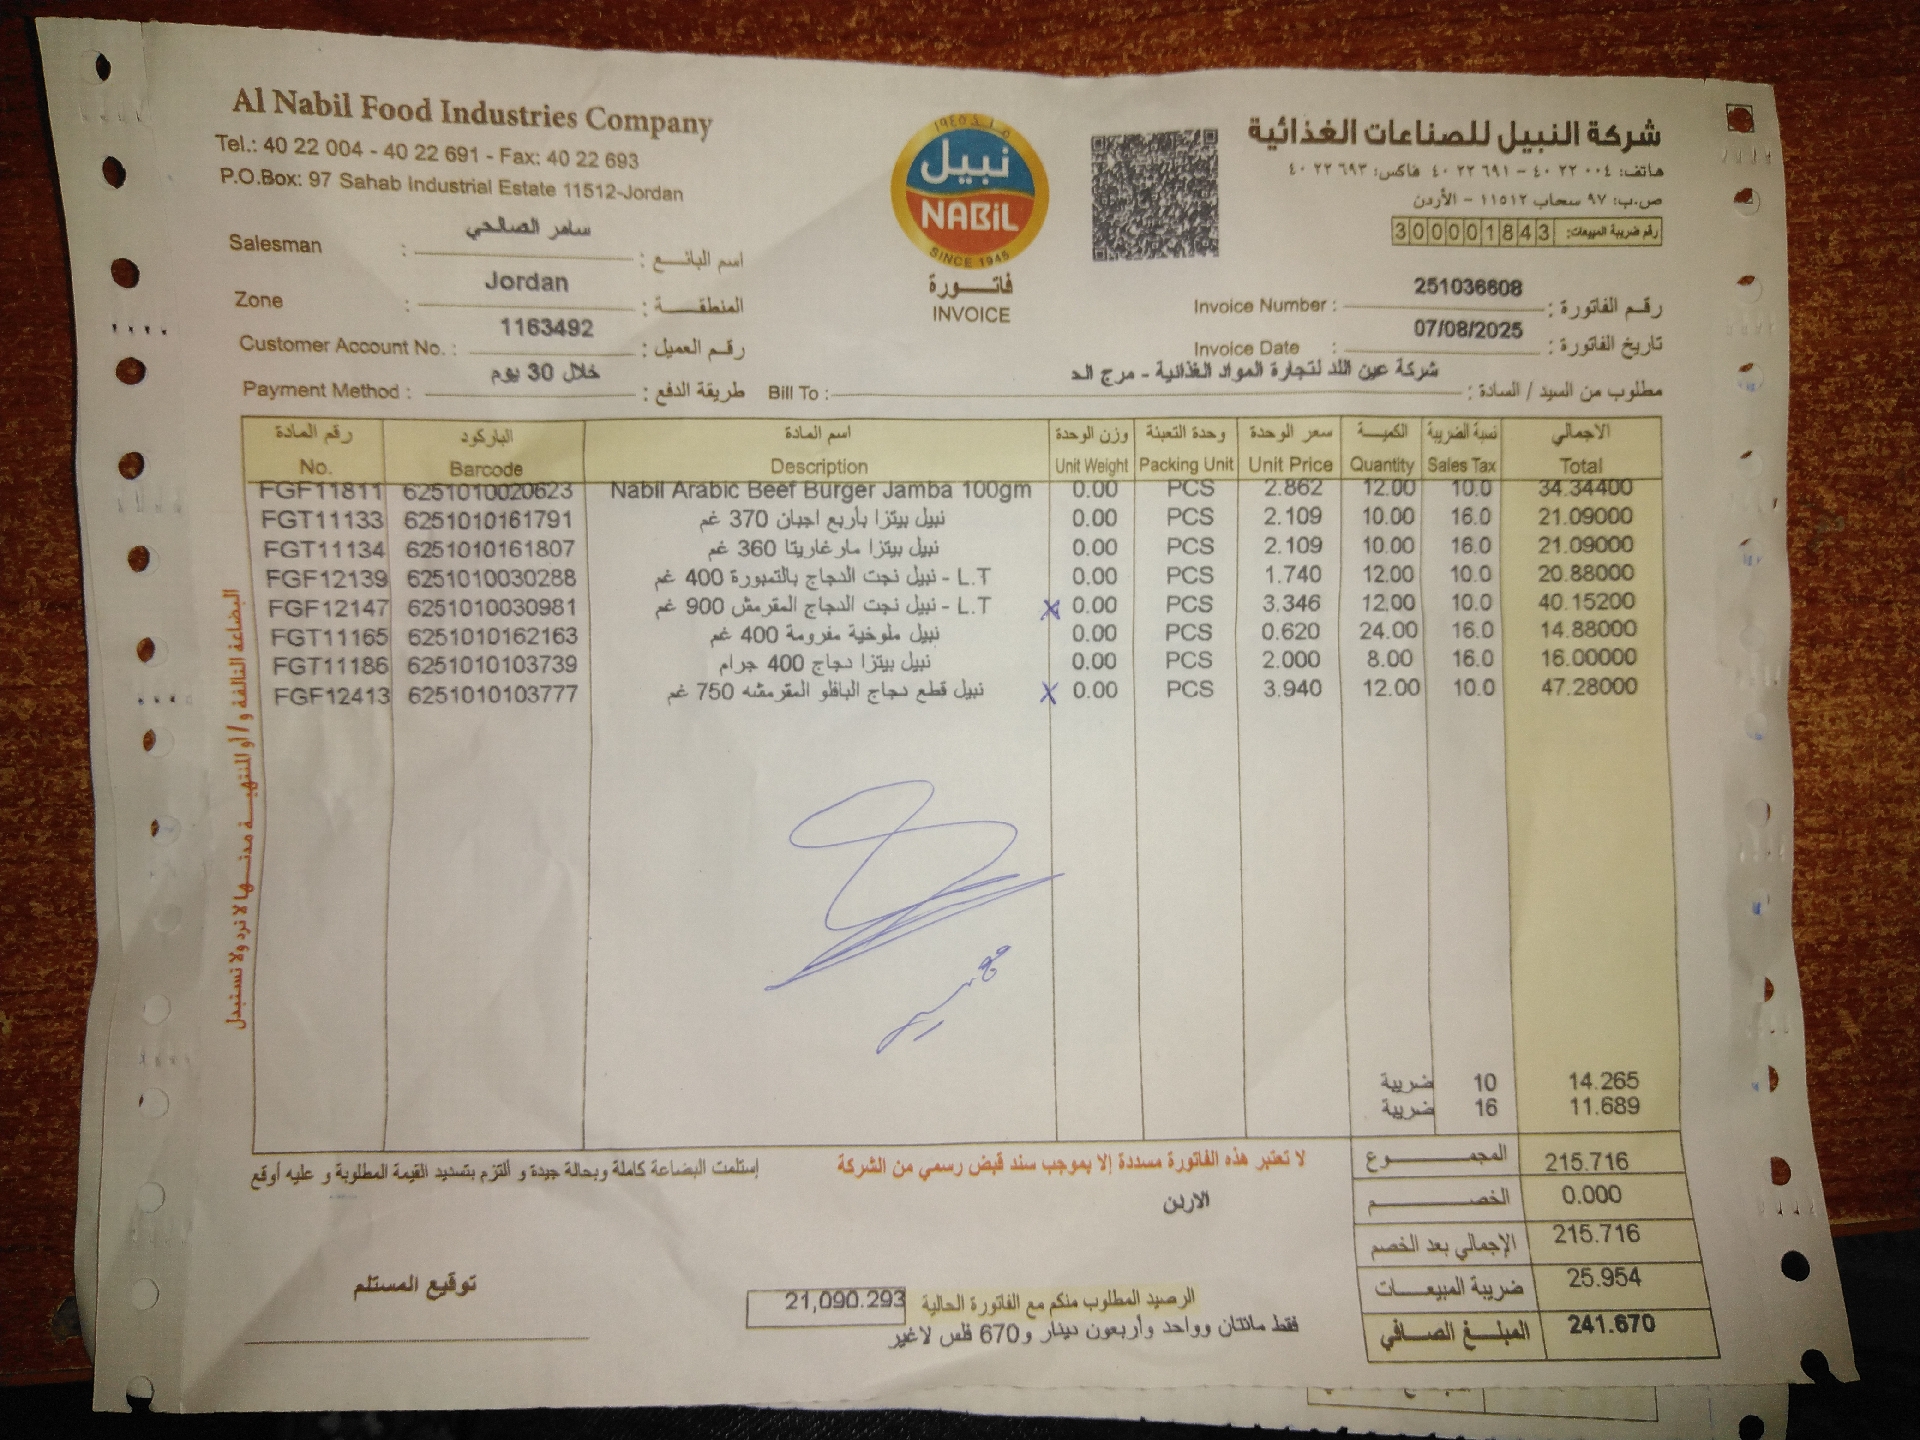 Al Nabil Food Industries Company
Tel.: 40 22 004 - 40 22 691 - Fax: 40 22 693
P.O.Box: 97 Sahab Industrial Estate 11512-Jordan
شركة النبيل للصناعات الغذائية
هاتف: ٠٠٤ ٢٢ ٤٠ - ٦٩١ ٢٢ ٤٠ فاكس: ٦٩٣ ٢٢ ٤٠
ص.ب: ٩٧ سحاب ١١٥١٢ - الأردن
رقم ضريبة المبيعات: 300001843
نبيل
NABiL
SINCE 1945
فاتـورة
INVOICE
Salesman : سامر الصالحي اسم البائع :
Zone : Jordan المنطقة :
Customer Account No. : 1163492 رقم العميل :
Payment Method : خلال 30 يوم طريقة الدفع :
Invoice Number : 251036608 رقم الفاتورة :
Invoice Date : 07/08/2025 تاريخ الفاتورة :
Bill To : شركة عين اللد لتجارة المواد الغذائية - مرج الد مطلوب من السيد / السادة :
رقم المادة الباركود اسم المادة وزن الوحدة وحدة التعبئة سعر الوحدة الكمية نسبة الضريبة الاجمالي
No. Barcode Description Unit Weight Packing Unit Unit Price Quantity Sales Tax Total
FGF11811 6251010020623 Nabil Arabic Beef Burger Jamba 100gm 0.00 PCS 2.862 12.00 10.0 34.34400
FGT11133 6251010161791 نبيل بيتزا بأربع اجبان 370 غم 0.00 PCS 2.109 10.00 16.0 21.09000
FGT11134 6251010161807 نبيل بيتزا مارغاريتا 360 غم 0.00 PCS 2.109 10.00 16.0 21.09000
FGF12139 6251010030288 نبيل نجت الدجاج بالتمبورة 400 غم - L.T 0.00 PCS 1.740 12.00 10.0 20.88000
FGF12147 6251010030981 نبيل نجت الدجاج المقرمش 900 غم - L.T 0.00 PCS 3.346 12.00 10.0 40.15200
FGT11165 6251010162163 نبيل ملوخية مفرومة 400 غم 0.00 PCS 0.620 24.00 16.0 14.88000
FGT11186 6251010103739 نبيل بيتزا دجاج 400 جرام 0.00 PCS 2.000 8.00 16.0 16.00000
FGF12413 6251010103777 نبيل قطع دجاج البافلو المقرمشه 750 غم 0.00 PCS 3.940 12.00 10.0 47.28000
البضاعة التالفة و/أو المنتهية مدتها لا ترد ولا تستبدل
ضريبة 10 14.265
ضريبة 16 11.689
المجموع 215.716
الخصم 0.000
الإجمالي بعد الخصم 215.716
ضريبة المبيعات 25.954
المبلغ الصافي 241.670
لا تعتبر هذه الفاتورة مسددة إلا بموجب سند قبض رسمي من الشركة
إستلمت البضاعة كاملة وبحالة جيدة و ألتزم بتسديد القيمة المطلوبة و عليه أوقع
الاردن
توقيع المستلم
الرصيد المطلوب منكم مع الفاتورة الحالية 21,090.293
فقط مائتان وواحد وأربعون دينار و670 فلس لاغير